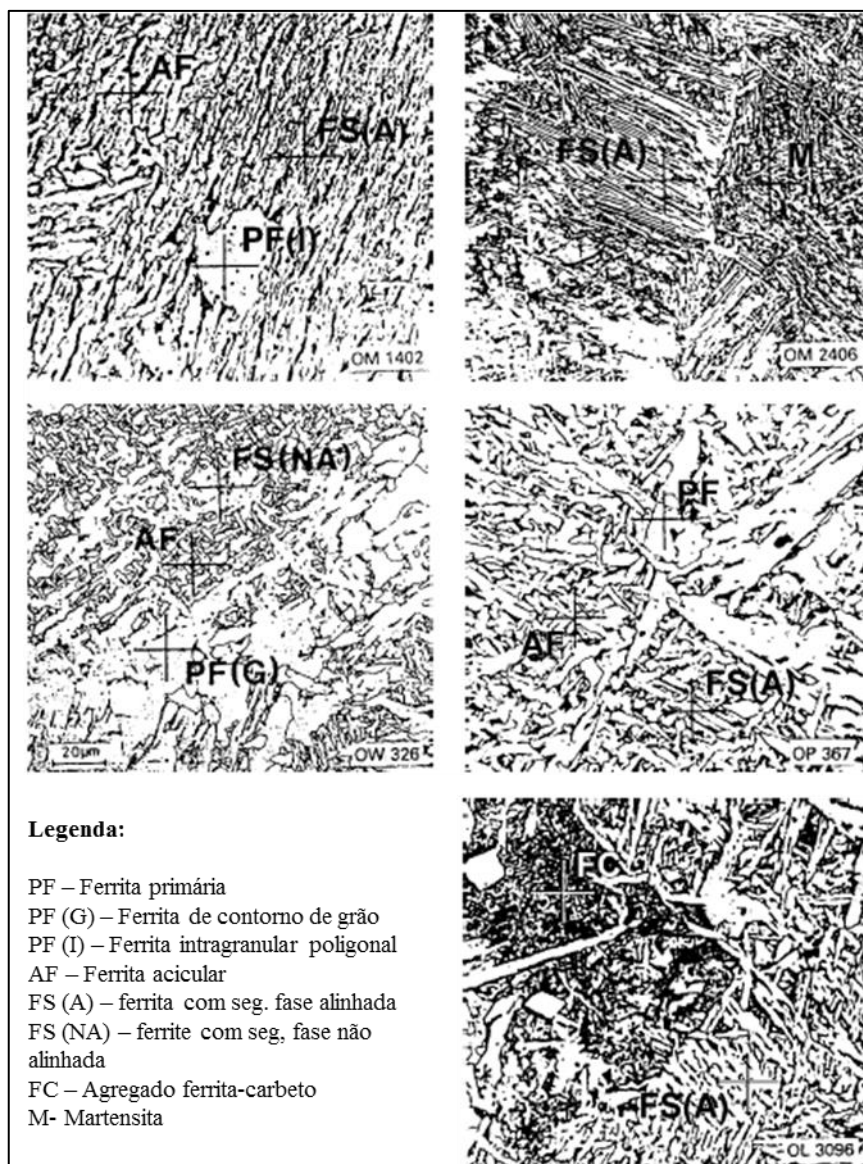 AF
FS(A)
PF(I)
OM 1402
FS(A)
M
OM 2406
FS(NA)
AF
PF(G)
20µm
OW 326
PF
AF
FS(A)
OP 367
Legenda:
PF – Ferrita primária
PF (G) – Ferrita de contorno de grão
PF (I) – Ferrita intragranular poligonal
AF – Ferrita acicular
FS (A) – ferrita com seg. fase alinhada
FS (NA) – ferrite com seg, fase não
alinhada
FC – Agregado ferrita-carbeto
M- Martensita
FC
FS(A)
OL 3096